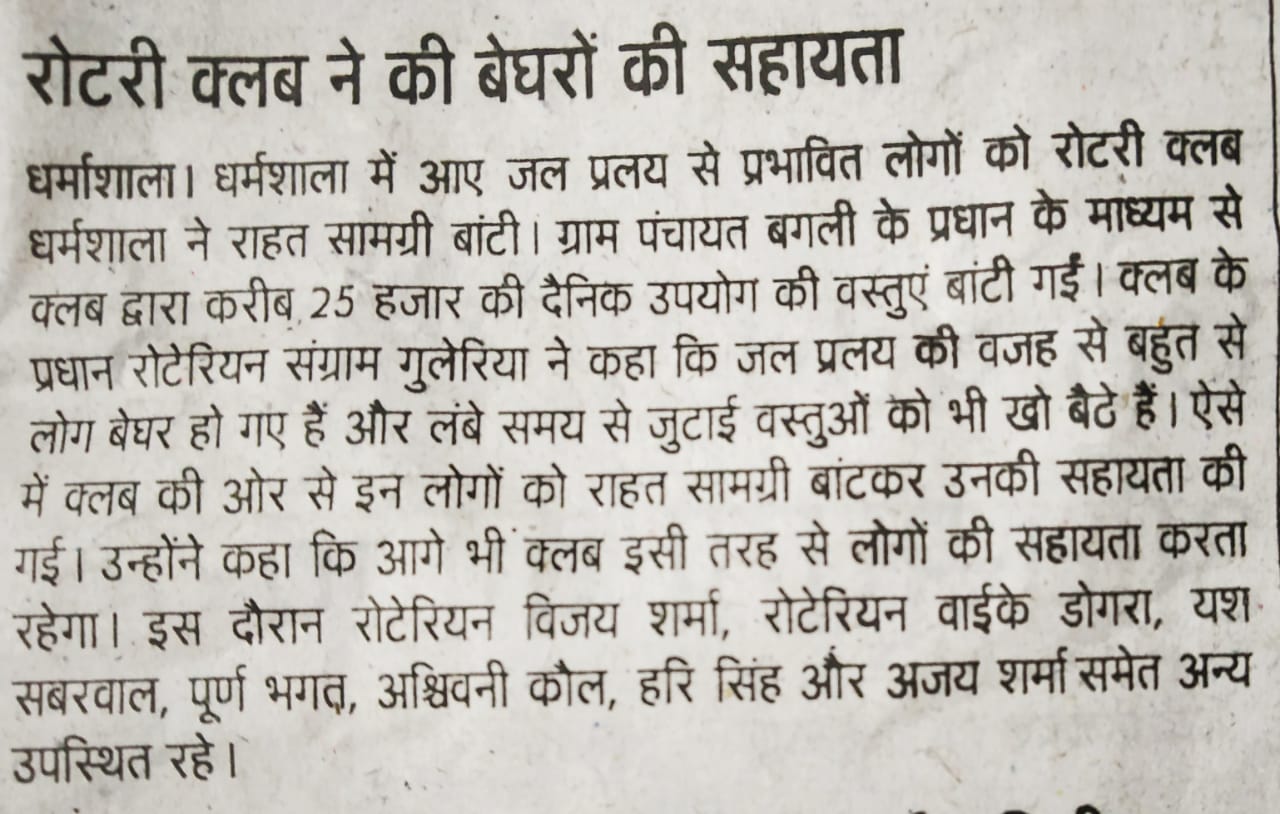 रोटरी क्लब ने की बेघरों की सहायता
धर्माशाला। धर्मशाला में आए जल प्रलय से प्रभावित लोगों को रोटरी क्लब
धर्मशाला ने राहत सामग्री बांटी। ग्राम पंचायत बगली के प्रधान के माध्यम से
क्लब द्वारा करीब 25 हजार की दैनिक उपयोग की वस्तुएं बांटी गईं। क्लब के
प्रधान रोटेरियन संग्राम गुलेरिया ने कहा कि जल प्रलय की वजह से बहुत से
लोग बेघर हो गए हैं और लंबे समय से जुटाई वस्तुओं को भी खो बैठे हैं। ऐसे
में क्लब की ओर से इन लोगों को राहत सामग्री बांटकर उनकी सहायता की
गई। उन्होंने कहा कि आगे भी क्लब इसी तरह से लोगों की सहायता करता
रहेगा। इस दौरान रोटेरियन विजय शर्मा, रोटेरियन वाईके डोगरा, यश
सबरवाल, पूर्ण भगत, अश्विवनी कौल, हरि सिंह और अजय शर्मा समेत अन्य
उपस्थित रहे।